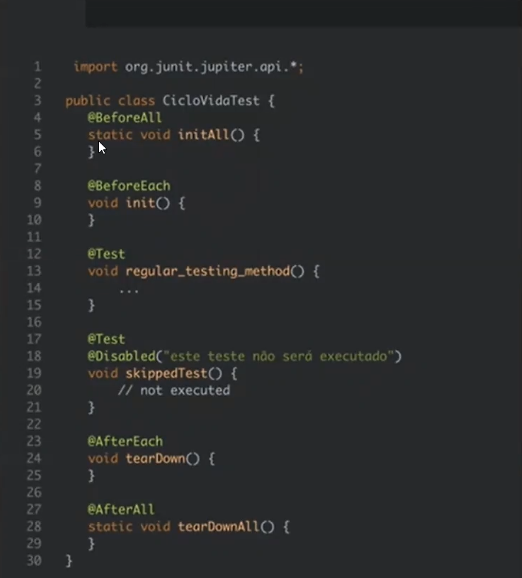 1 import org.junit.jupiter.api.*;
2
3 public class CicloVidaTest {
4 @BeforeAll
5 static void initAll() {
6 }
7
8 @BeforeEach
9 void init() {
10 }
11
12 @Test
13 void regular_testing_method() {
14 ...
15 }
16
17 @Test
18 @Disabled("este teste não será executado")
19 void skippedTest() {
20 // not executed
21 }
22
23 @AfterEach
24 void tearDown() {
25 }
26
27 @AfterAll
28 static void tearDownAll() {
29 }
30 }